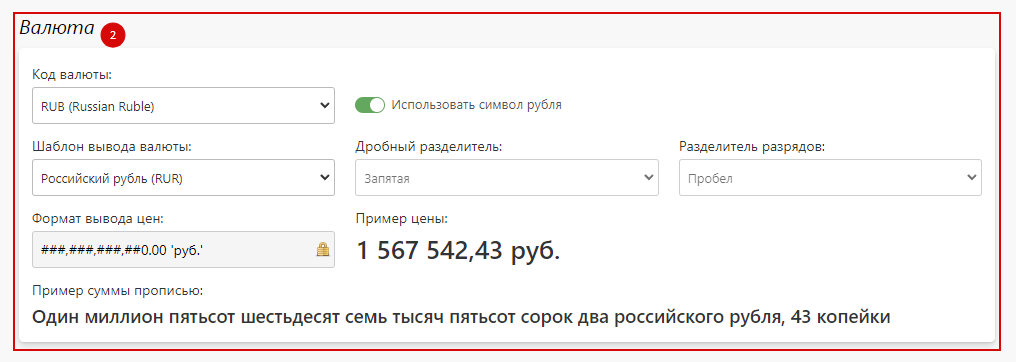 Валюта 2
Код валюты:
RUB (Russian Ruble) Использовать символ рубля
Шаблон вывода валюты: Дробный разделитель: Разделитель разрядов:
Российский рубль (RUR) Запятая Пробел
Формат вывода цен: Пример цены:
###,###,###,##0.00 'руб.' 1 567 542,43 руб.
Пример суммы прописью:
Один миллион пятьсот шестьдесят семь тысяч пятьсот сорок два российского рубля, 43 копейки